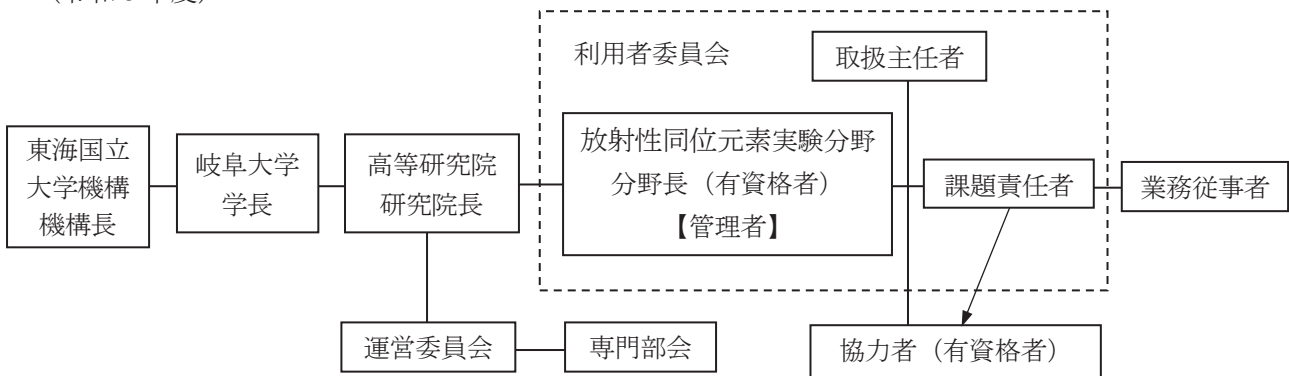 利用者委員会
取扱主任者
東海国立
大学機構
機構長
岐阜大学
学長
高等研究院
研究院長
放射性同位元素実験分野
分野長（有資格者）
【管理者】
課題責任者
業務従事者
運営委員会
専門部会
協力者（有資格者）